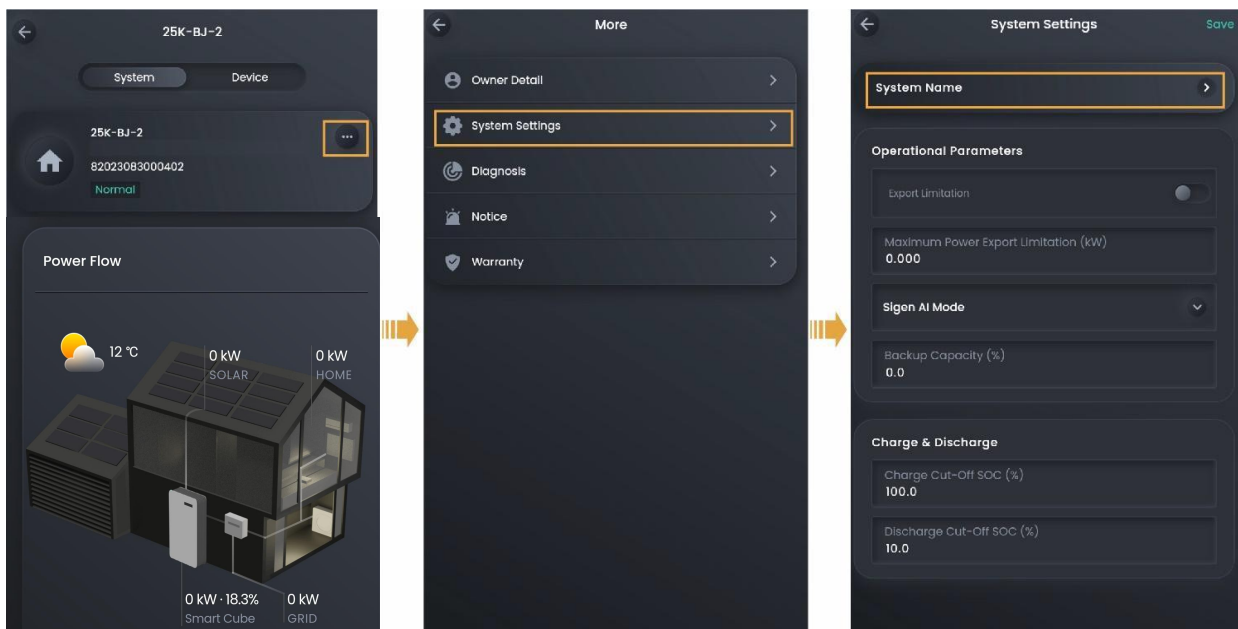 25K-BJ-2
System
Device
25K-BJ-2
82023083000402
Normal
Power Flow
12 ℃
0 kW
SOLAR
0 kW
HOME
0 kW · 18.3%
Smart Cube
0 kW
GRID
More
Owner Detail
System Settings
Diagnosis
Notice
Warranty
System Settings
Save
System Name
Operational Parameters
Export Limitation
Maximum Power Export Limitation (kW)
0.000
Sigen AI Mode
Backup Capacity (%)
0.0
Charge & Discharge
Charge Cut-Off SOC (%)
100.0
Discharge Cut-Off SOC (%)
10.0